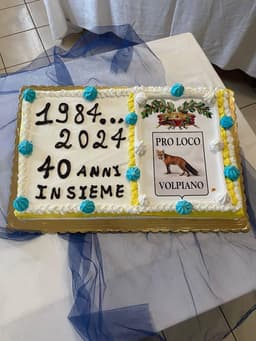 1984...
2024
40 ANNI
INSIEME
PRO LOCO
VOLPIANO